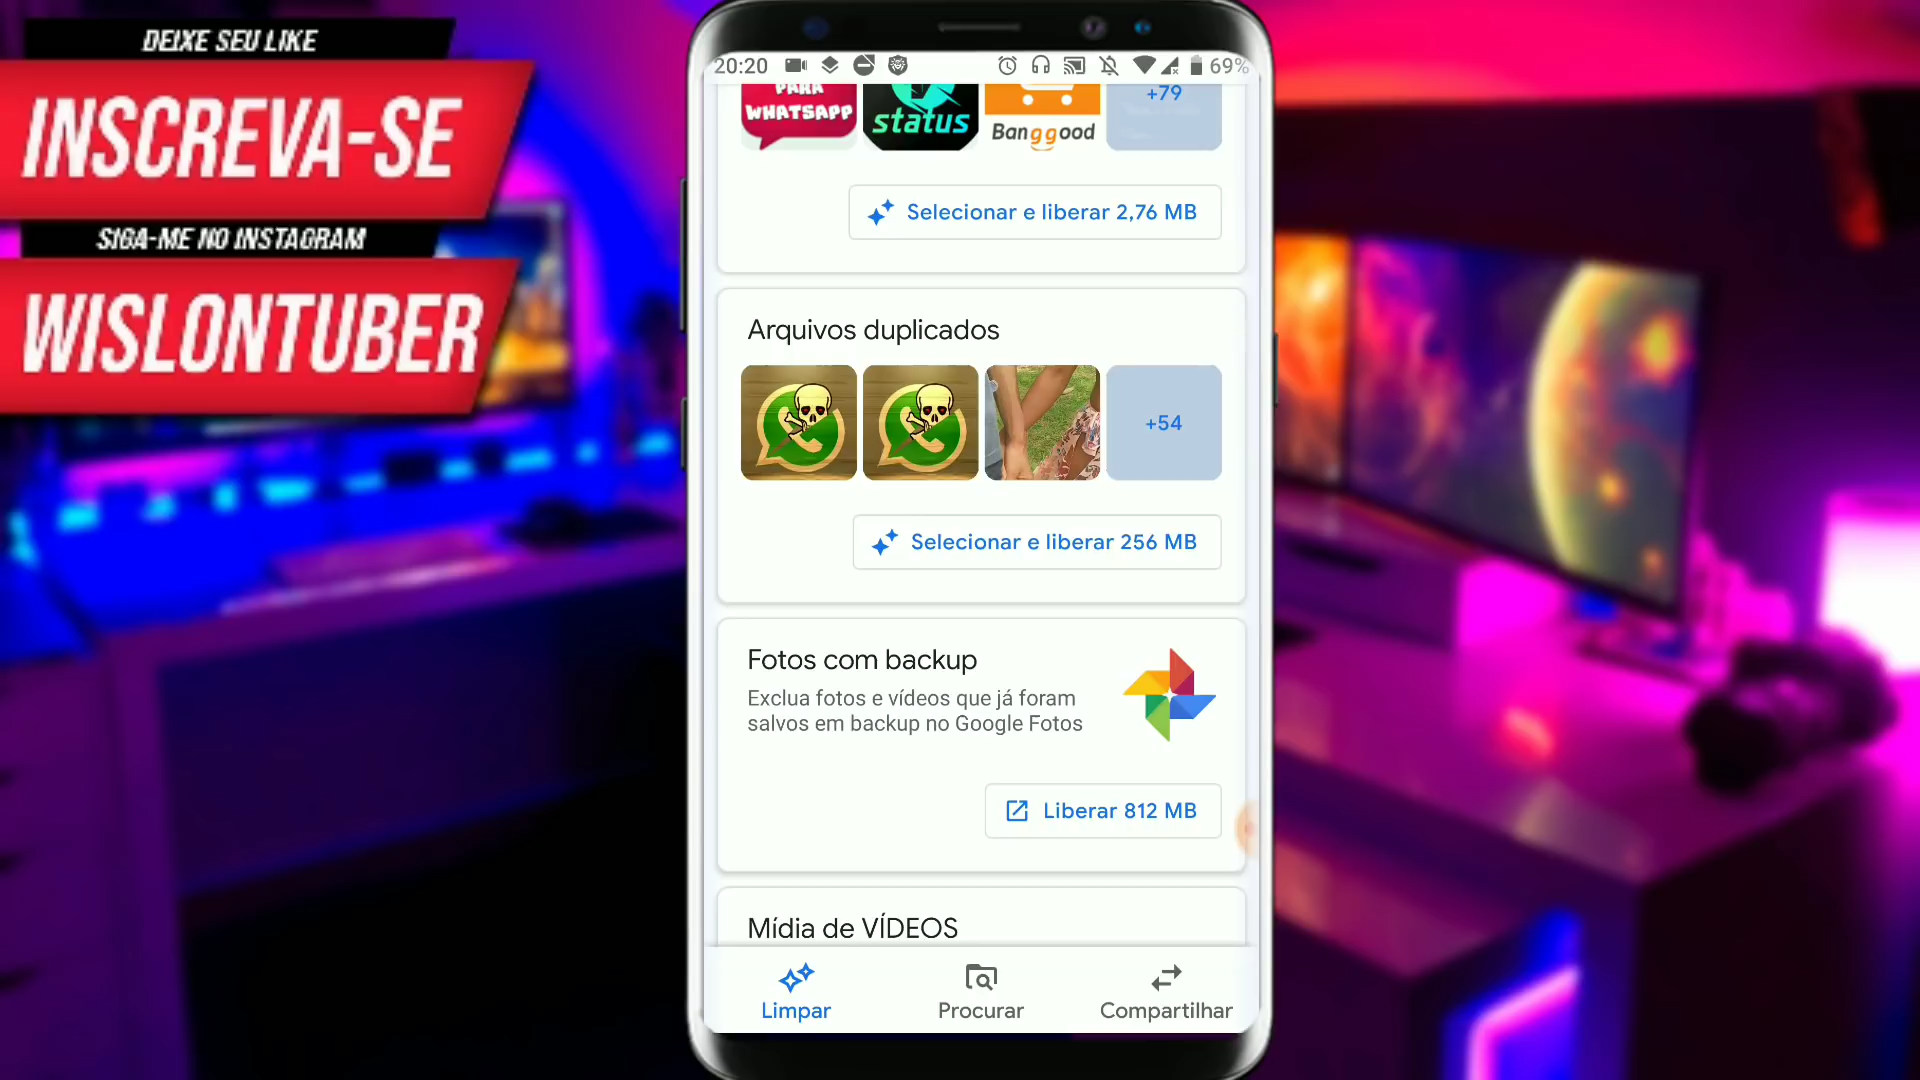 DEIXE SEU LIKE
INSCREVA-SE
SIGA-ME NO INSTAGRAM
WISLONTUBER
20:20
69%
PARA
WHATSAPP
status
Banggood
+79
Selecionar e liberar 2,76 MB
Arquivos duplicados
+54
Selecionar e liberar 256 MB
Fotos com backup
Exclua fotos e vídeos que já foram
salvos em backup no Google Fotos
Liberar 812 MB
Mídia de VÍDEOS
Limpar
Procurar
Compartilhar